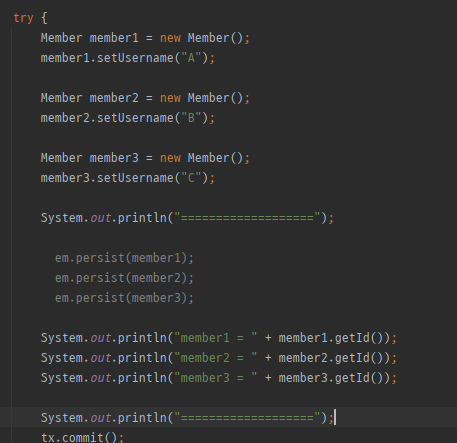 try {
Member member1 = new Member();
member1.setUsername("A");
Member member2 = new Member();
member2.setUsername("B");
Member member3 = new Member();
member3.setUsername("C");
System.out.println("===================");
em.persist(member1);
em.persist(member2);
em.persist(member3);
System.out.println("member1 = " + member1.getId());
System.out.println("member2 = " + member2.getId());
System.out.println("member3 = " + member3.getId());
System.out.println("===================");
tx.commit();